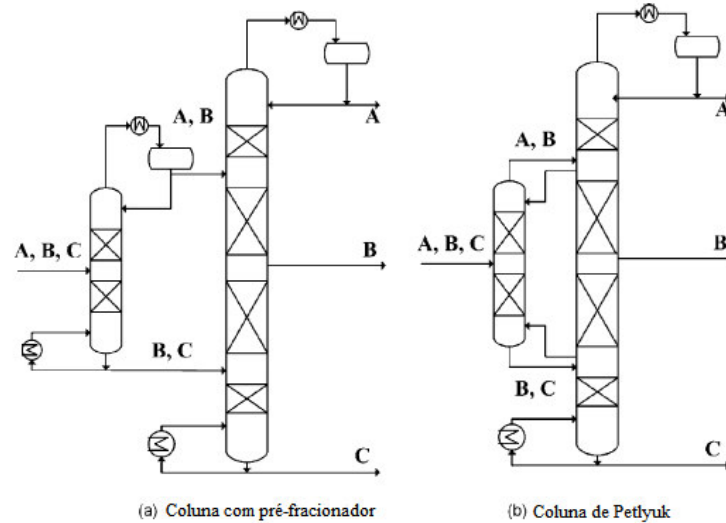 A, B
A
A, B, C
B
B, C
C
(a) Coluna com pré-fracionador
A
A, B
A, B, C
B
B, C
C
(b) Coluna de Petlyuk